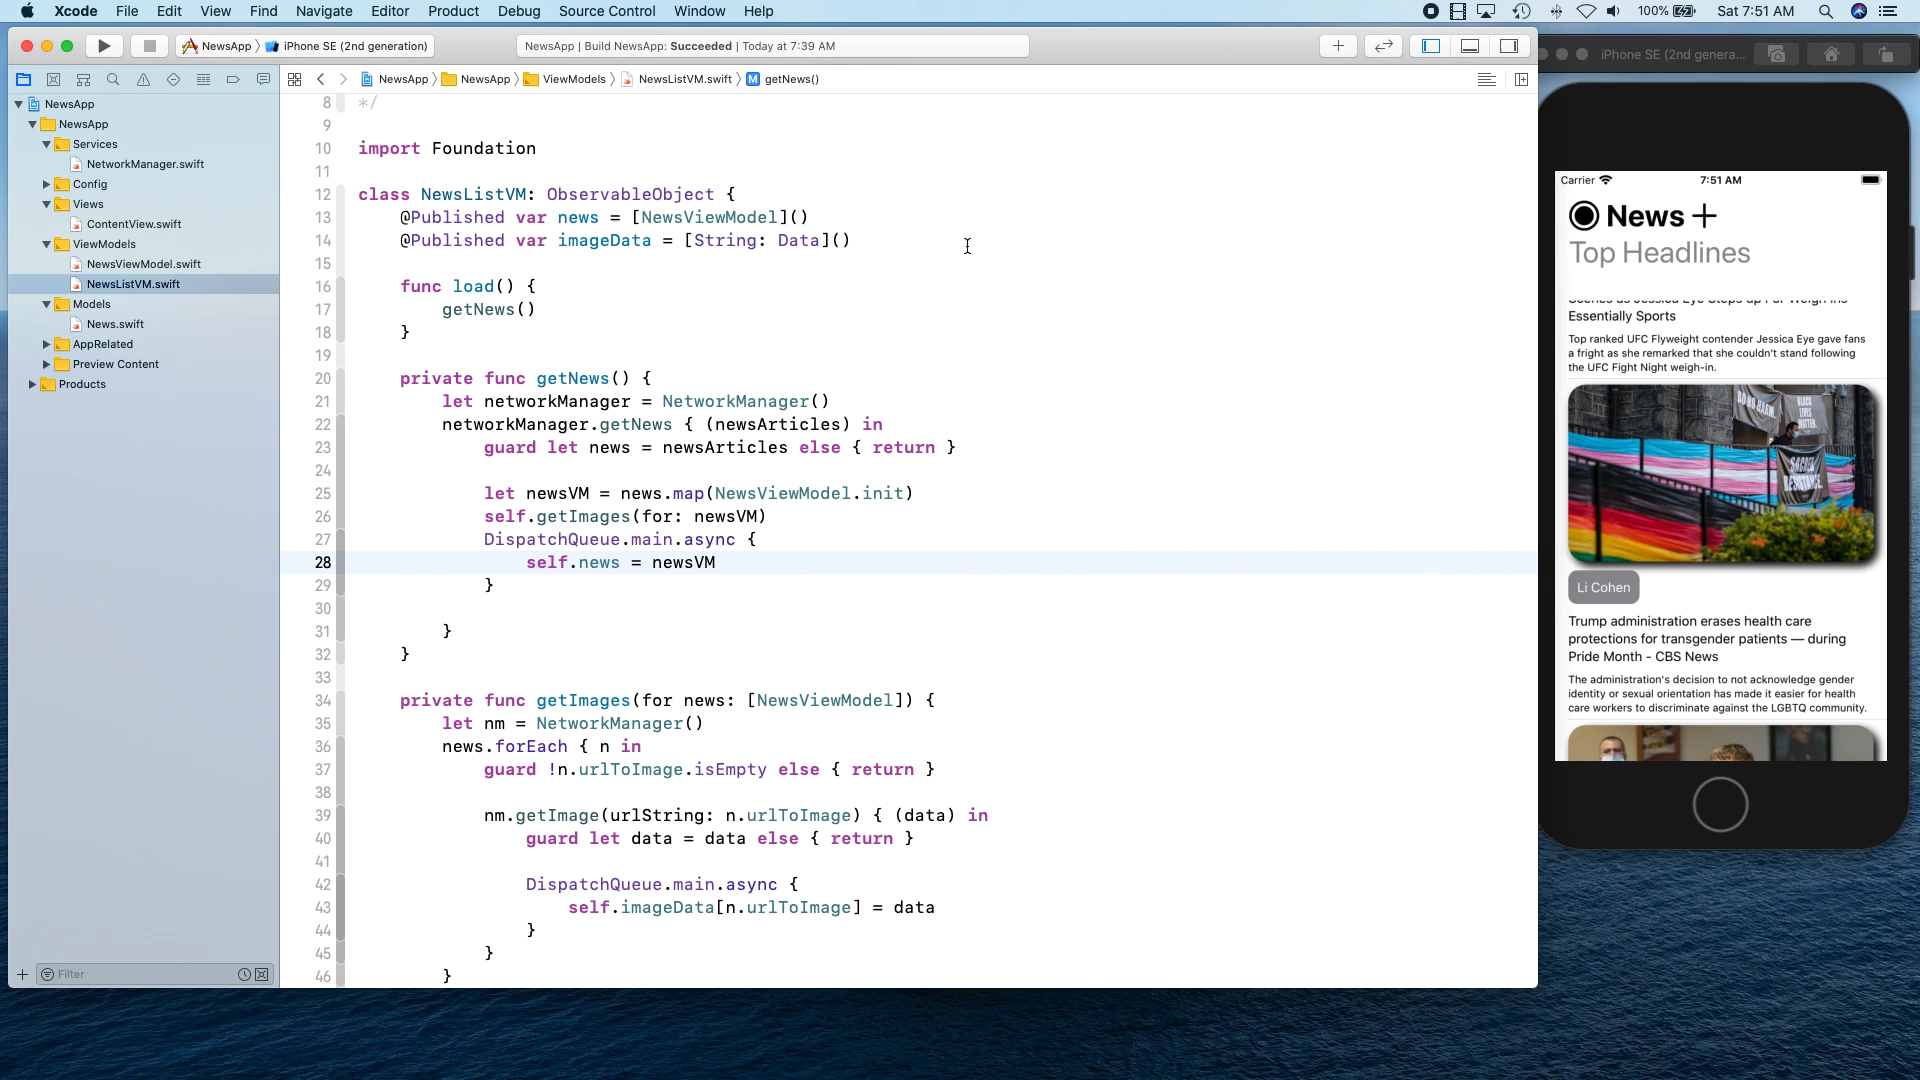 Xcode File Edit View Find Navigate Editor Product Debug Source Control Window Help 100% Sat 7:51 AM
NewsApp iPhone SE (2nd generation)
NewsApp | Build NewsApp: Succeeded | Today at 7:39 AM
iPhone SE (2nd genera...
NewsApp NewsApp ViewModels NewsListVM.swift M getNews()
NewsApp
NewsApp
Services
NetworkManager.swift
Config
Views
ContentView.swift
ViewModels
NewsViewModel.swift
NewsListVM.swift
Models
News.swift
AppRelated
Preview Content
Products
Filter
8 */
9
10 import Foundation
11
12 class NewsListVM: ObservableObject {
13 @Published var news = [NewsViewModel]()
14 @Published var imageData = [String: Data]()
15
16 func load() {
17 getNews()
18 }
19
20 private func getNews() {
21 let networkManager = NetworkManager()
22 networkManager.getNews { (newsArticles) in
23 guard let news = newsArticles else { return }
24
25 let newsVM = news.map(NewsViewModel.init)
26 self.getImages(for: newsVM)
27 DispatchQueue.main.async {
28 self.news = newsVM
29 }
30
31 }
32 }
33
34 private func getImages(for news: [NewsViewModel]) {
35 let nm = NetworkManager()
36 news.forEach { n in
37 guard !n.urlToImage.isEmpty else { return }
38
39 nm.getImage(urlString: n.urlToImage) { (data) in
40 guard let data = data else { return }
41
42 DispatchQueue.main.async {
43 self.imageData[n.urlToImage] = data
44 }
45 }
46 }
Carrier 7:51 AM
News
Top Headlines
Essentially Sports
Top ranked UFC Flyweight contender Jessica Eye gave fans
a fright as she remarked that she couldn't stand following
the UFC Fight Night weigh-in.
BLACK
LIVES
MATTER
SACRED
RESISTANCE
Li Cohen
Trump administration erases health care
protections for transgender patients — during
Pride Month - CBS News
The administration's decision to not acknowledge gender
identity or sexual orientation has made it easier for health
care workers to discriminate against the LGBTQ community.